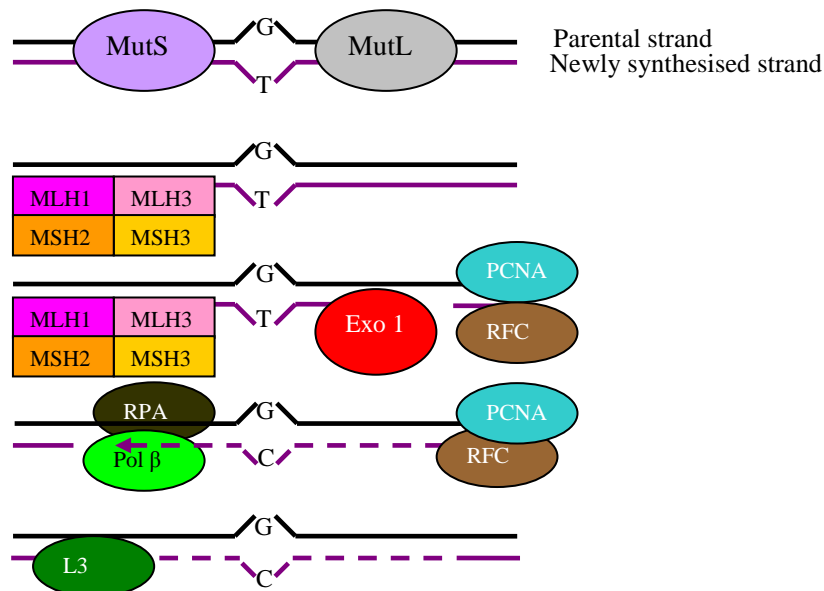 G
MutS MutL Parental strand
Newly synthesised strand
T
G
MLH1 MLH3 T
MSH2 MSH3
G PCNA
MLH1 MLH3 T Exo 1 RFC
MSH2 MSH3
RPA G PCNA
Pol β C RFC
G
L3 C